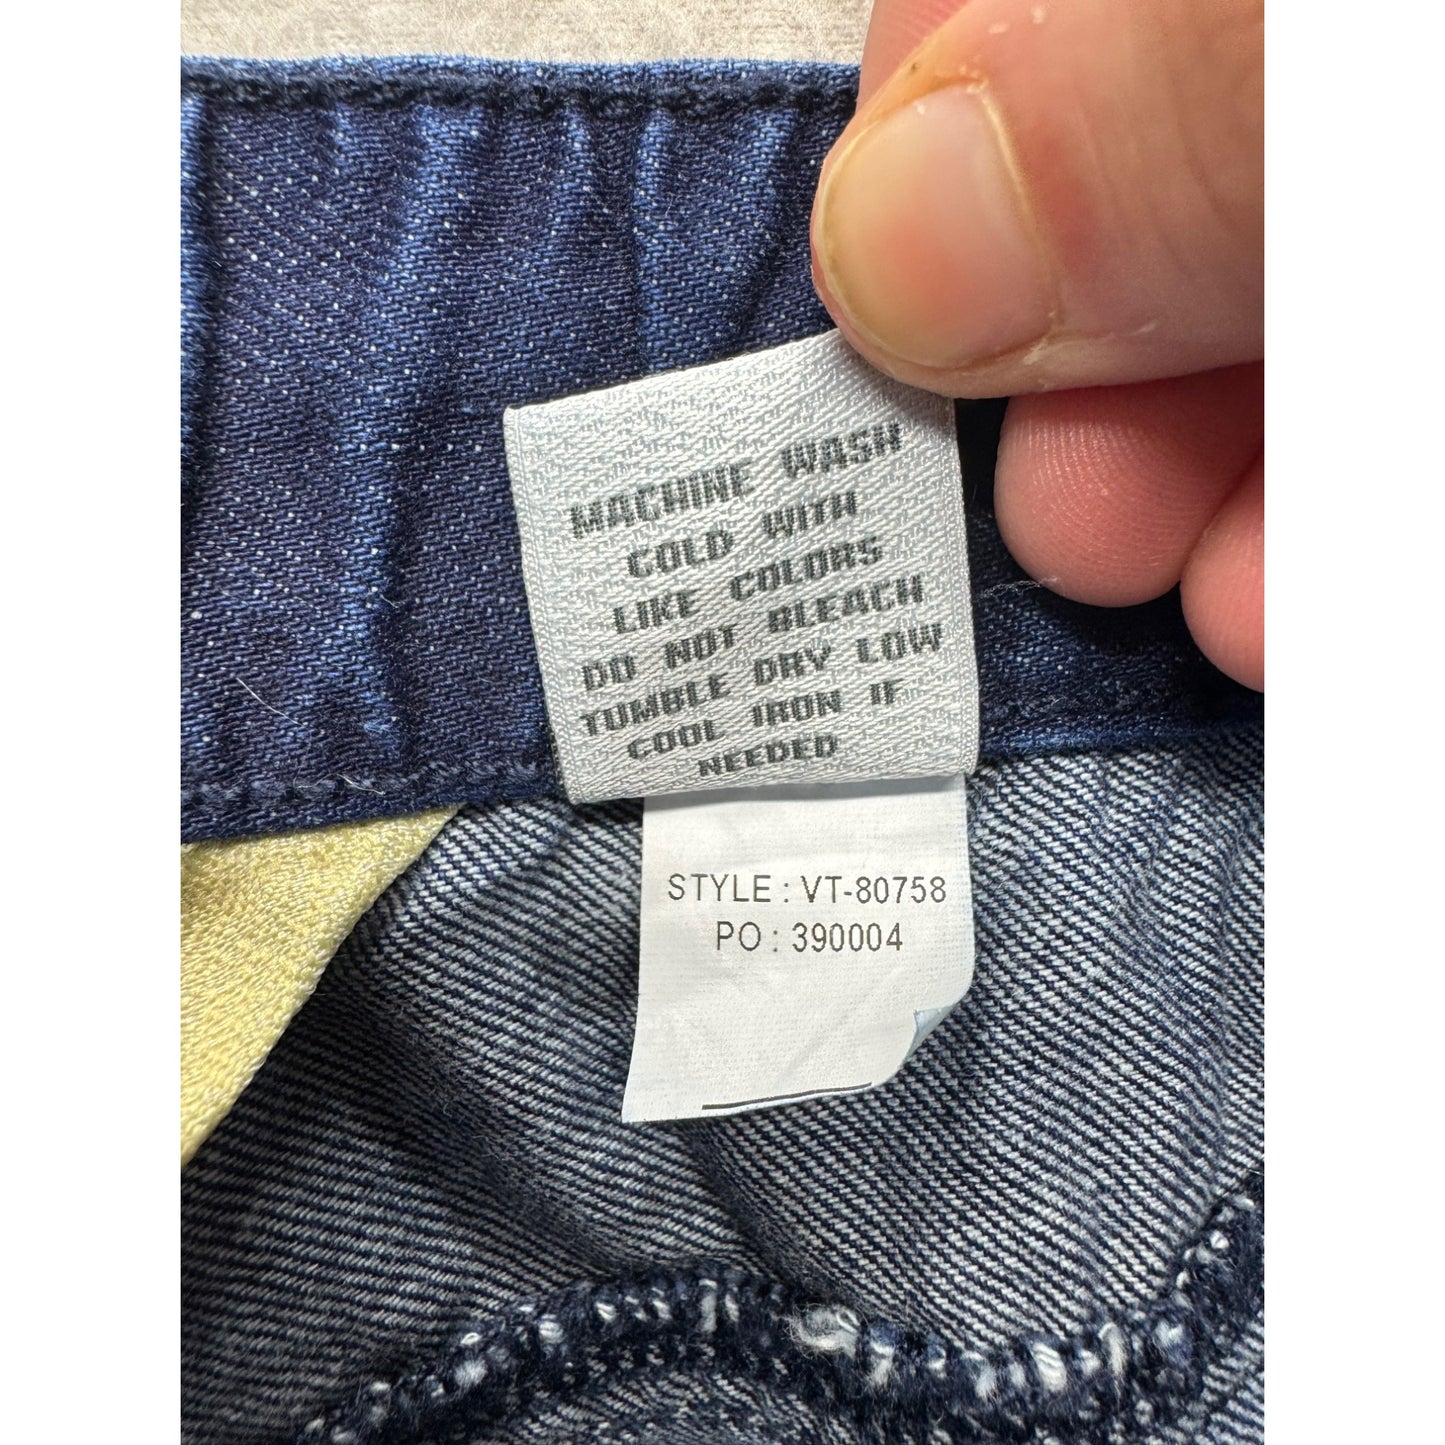 MACHINE WASH
COLD WITH
LIKE COLORS
DO NOT BLEACH
TUMBLE DRY LOW
COOL IRON IF
NEEDED
STYLE : VT-80758
PO : 390004